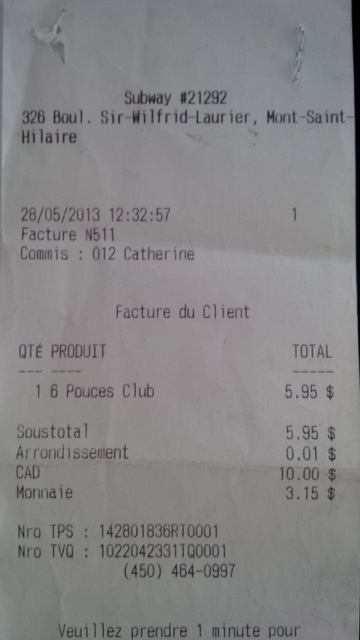 Subway #21292
326 Boul. Sir-Wilfrid-Laurier, Mont-Saint-
Hilaire
28/05/2013 12:32:57 1
Facture N511
Commis : 012 Catherine
Facture du Client
QTÉ PRODUIT TOTAL
--- ---- -----
1 6 Pouces Club 5.95 $
Soustotal 5.95 $
Arrondissement 0.01 $
CAD 10.00 $
Monnaie 3.15 $
Nro TPS : 142801836RT0001
Nro TVQ : 1022042331TQ0001
(450) 464-0997
Veuillez prendre 1 minute pour